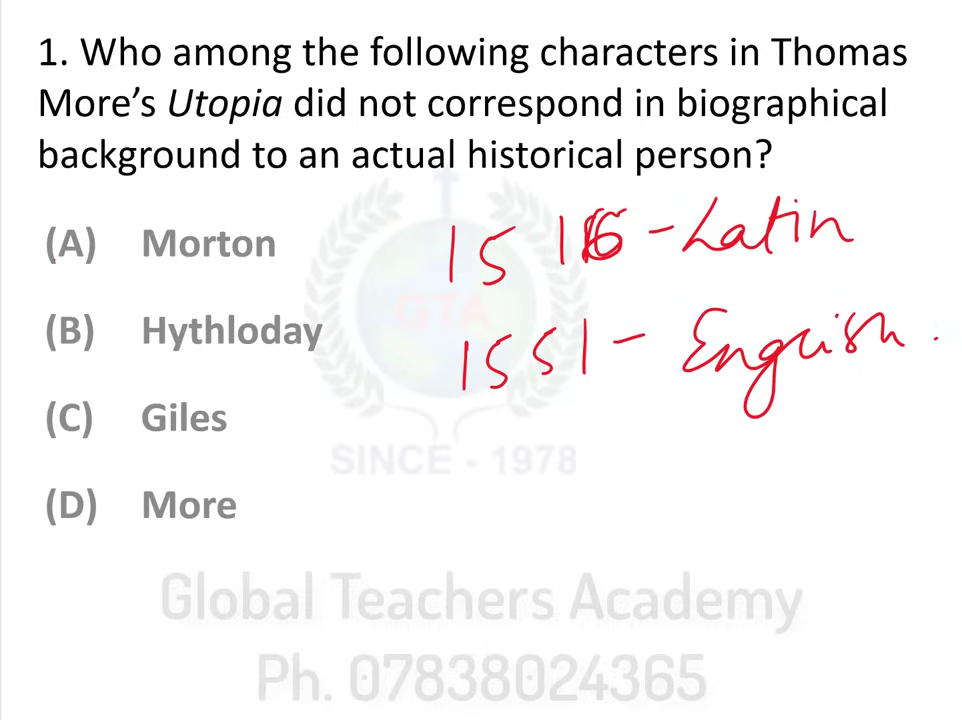 1. Who among the following characters in Thomas
More’s Utopia did not correspond in biographical
background to an actual historical person?
(A) Morton
1516 - Latin
(B) Hythloday
1551 - English
GTA
(C) Giles
SINCE - 1978
(D) More
Global Teachers Academy
Ph. 07838024365